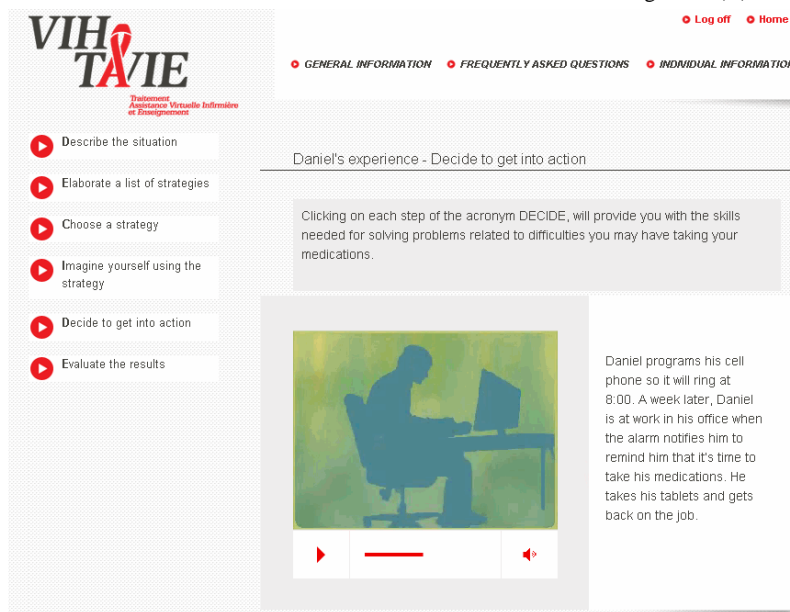 Log off Home
VIH
TAVIE
Traitement
Assistance Virtuelle Infirmière
et Enseignement
GENERAL INFORMATION FREQUENTLY ASKED QUESTIONS INDIVIDUAL INFORMATION
Describe the situation
Elaborate a list of strategies
Choose a strategy
Imagine yourself using the
strategy
Decide to get into action
Evaluate the results
Daniel's experience - Decide to get into action
Clicking on each step of the acronym DECIDE, will provide you with the skills
needed for solving problems related to difficulties you may have taking your
medications.
Daniel programs his cell
phone so it will ring at
8:00. A week later, Daniel
is at work in his office when
the alarm notifies him to
remind him that it's time to
take his medications. He
takes his tablets and gets
back on the job.